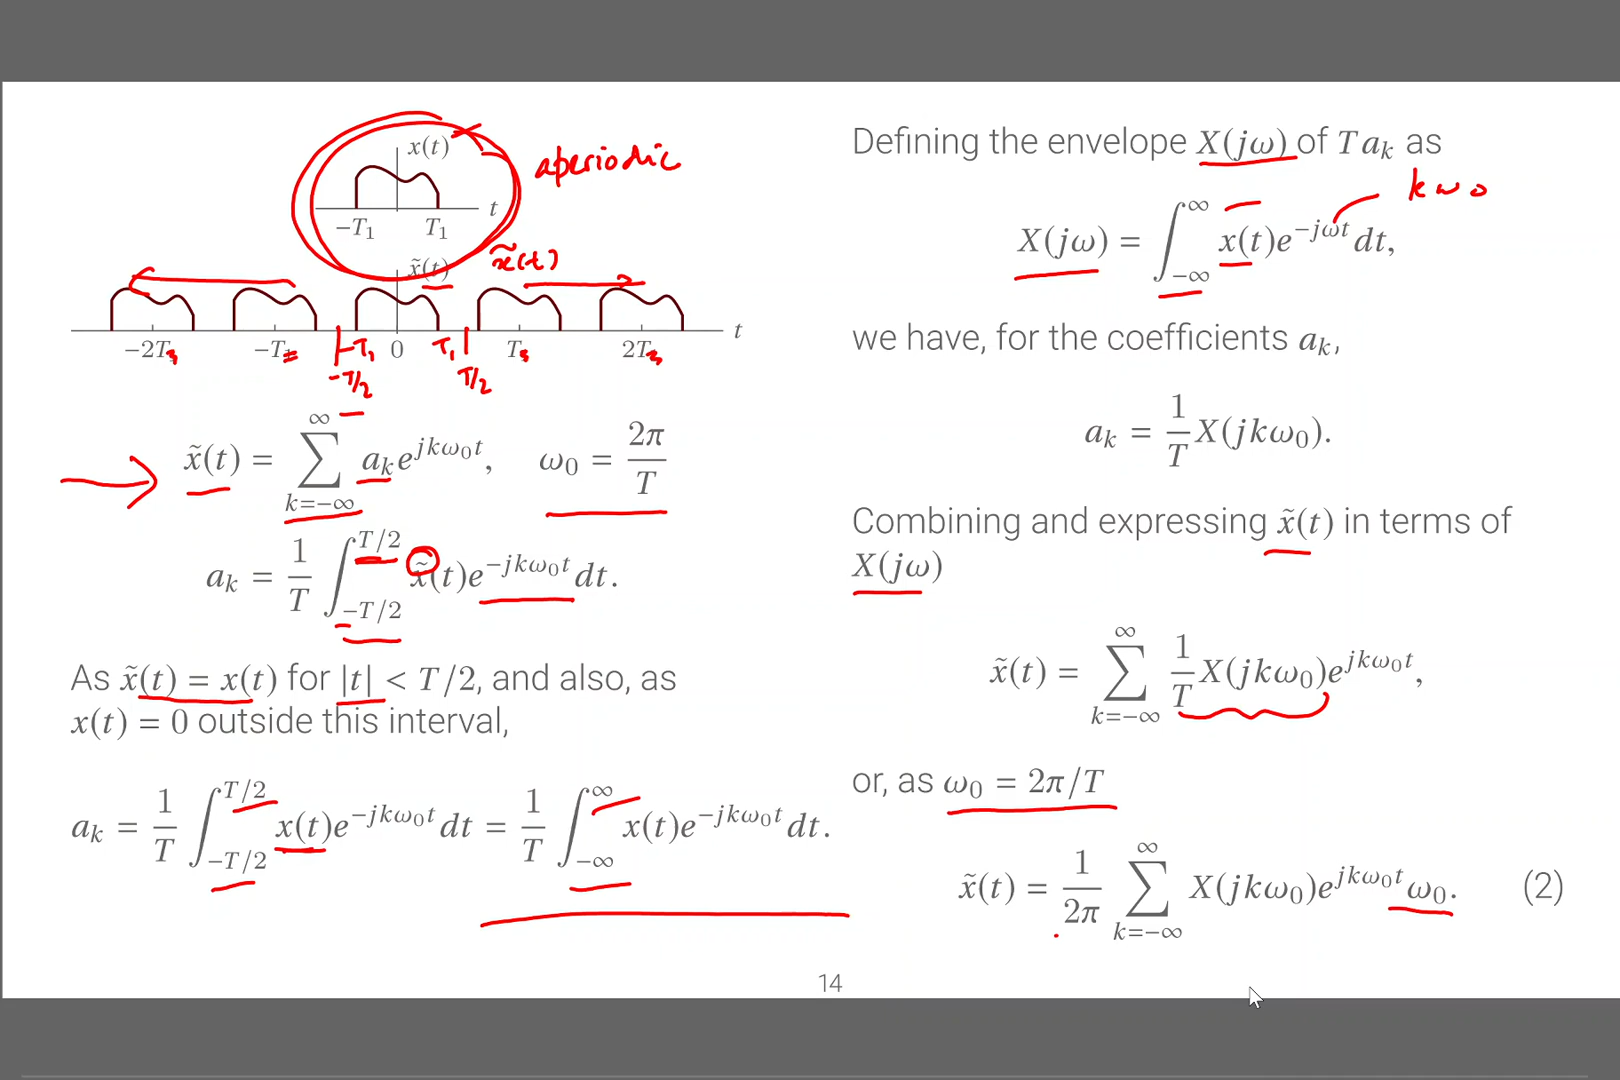 x(t)
aperiodic
t
−T₁ T₁
x̃(t) x̃(t)
t
−2T −T −T₁ 0 T₁ T 2T
−T/2 T/2
x̃(t) = ∑_{k=−∞}^{∞} a_k e^{jkω₀t}, ω₀ = 2π/T
a_k = 1/T ∫_{−T/2}^{T/2} x̃(t)e^{−jkω₀t} dt.
As x̃(t) = x(t) for |t| < T/2, and also, as
x(t) = 0 outside this interval,
a_k = 1/T ∫_{−T/2}^{T/2} x(t)e^{−jkω₀t} dt = 1/T ∫_{−∞}^{∞} x(t)e^{−jkω₀t} dt.
Defining the envelope X(jω) of T a_k as
kω₀
X(jω) = ∫_{−∞}^{∞} x(t)e^{−jωt} dt,
we have, for the coefficients a_k,
a_k = 1/T X(jkω₀).
Combining and expressing x̃(t) in terms of
X(jω)
x̃(t) = ∑_{k=−∞}^{∞} 1/T X(jkω₀)e^{jkω₀t},
or, as ω₀ = 2π/T
x̃(t) = 1/2π ∑_{k=−∞}^{∞} X(jkω₀)e^{jkω₀t}ω₀. (2)
14